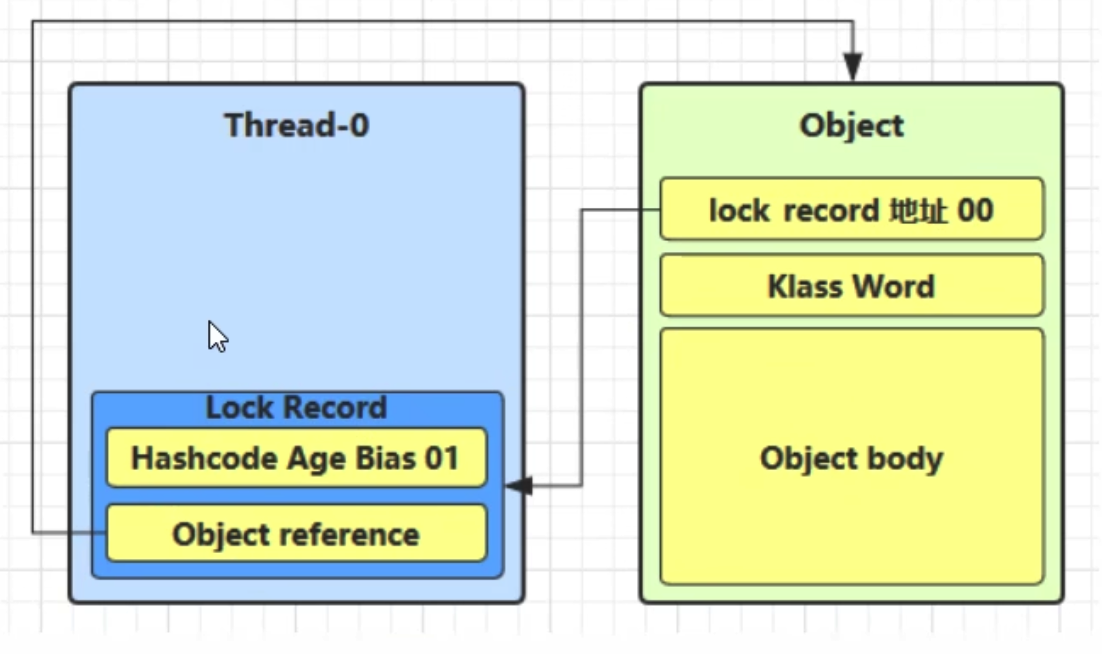 Thread-0
Lock Record
Hashcode Age Bias 01
Object reference
Object
lock record 地址 00
Klass Word
Object body